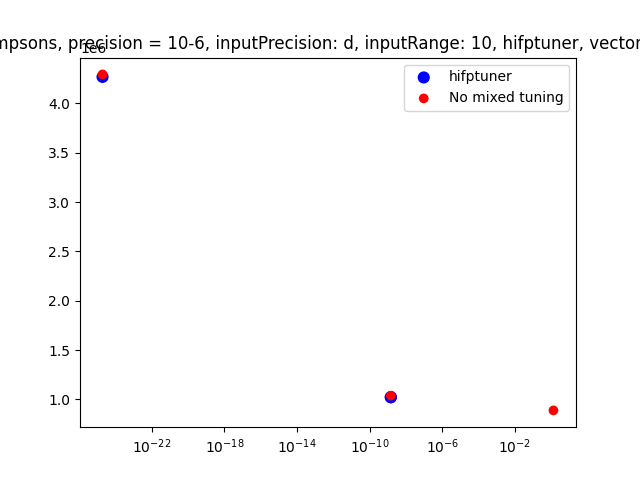 mpsons, precision = 10-6, inputPrecision: d, inputRange: 10, hifptuner, vector
1e6
hifptuner
No mixed tuning
4.0
3.5
3.0
2.5
2.0
1.5
1.0
10⁻²² 10⁻¹⁸ 10⁻¹⁴ 10⁻¹⁰ 10⁻⁶ 10⁻²